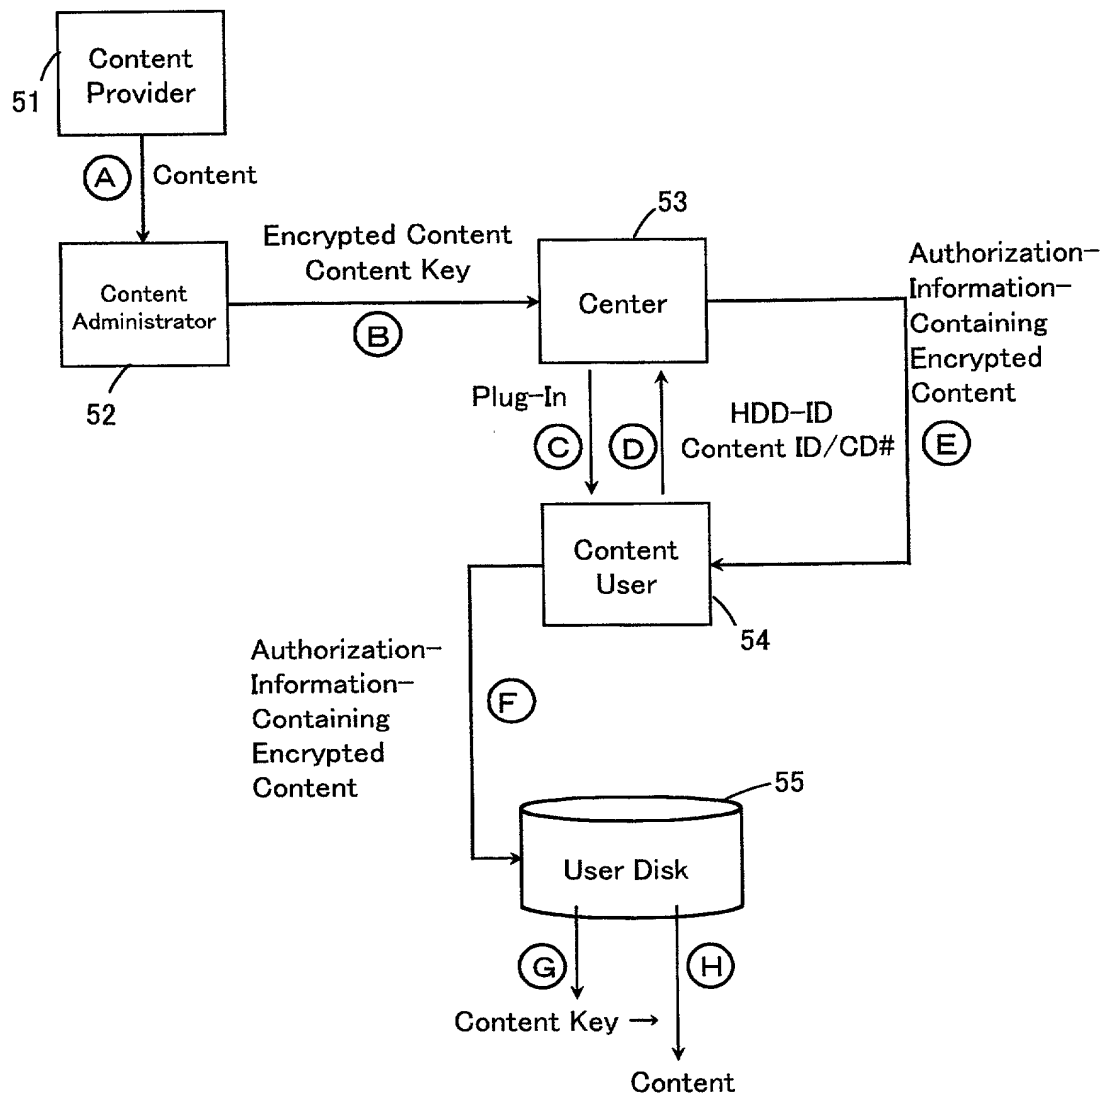 Content
Provider
51
A
Content
53
Encrypted Content
Content Key
Authorization-
Information-
Containing
Encrypted
Content
Content
Administrator
Center
B
52
Plug-In
HDD-ID
Content ID/CD#
C
D
E
Content
User
54
Authorization-
Information-
Containing
Encrypted
Content
F
55
User Disk
G
H
Content Key →
Content